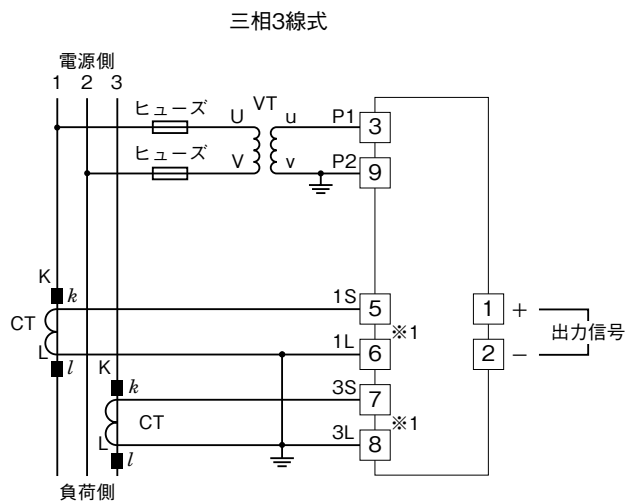 三相3線式
電源側
1 2 3
ヒューズ U VT u P1 3
ヒューズ V v P2 9
K k 1S 5 1 +
CT ※1 出力信号
L l 1L 6 2 −
K k 3S 7
CT ※1
L l 3L 8
負荷側